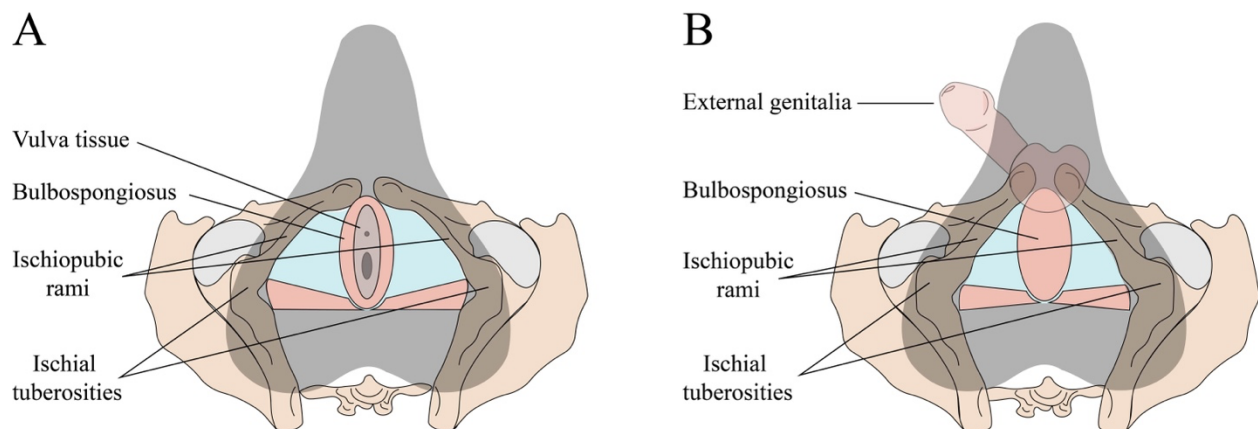 A
Vulva tissue
Bulbospongiosus
Ischiopubic
rami
Ischial
tuberosities
B
External genitalia
Bulbospongiosus
Ischiopubic
rami
Ischial
tuberosities